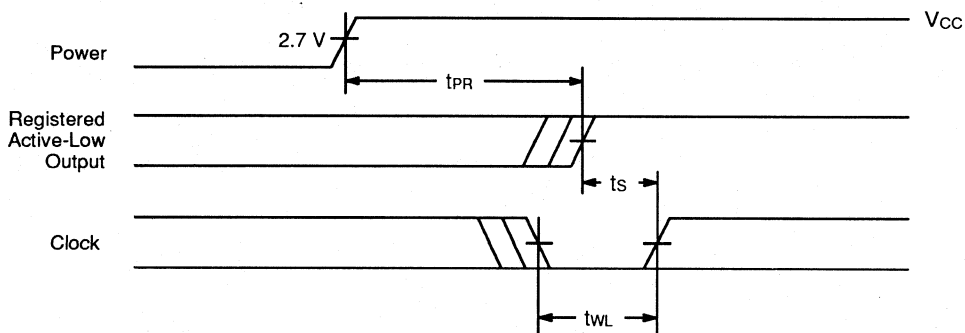 VCC
2.7 V
Power
tPR
Registered
Active-Low
Output
tS
Clock
tWL